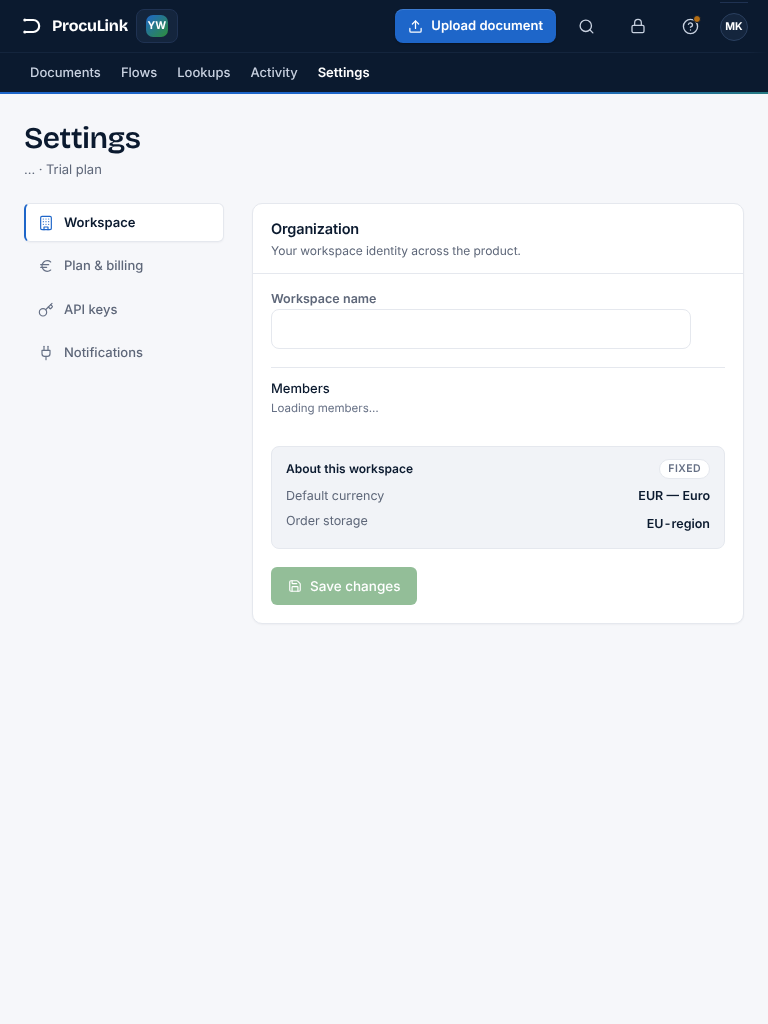 ProcuLink YW Upload document MK
Documents Flows Lookups Activity Settings
Settings
... · Trial plan
Workspace
Plan & billing
API keys
Notifications
Organization
Your workspace identity across the product.
Workspace name
Members
Loading members...
About this workspace FIXED
Default currency EUR — Euro
Order storage EU-region
Save changes